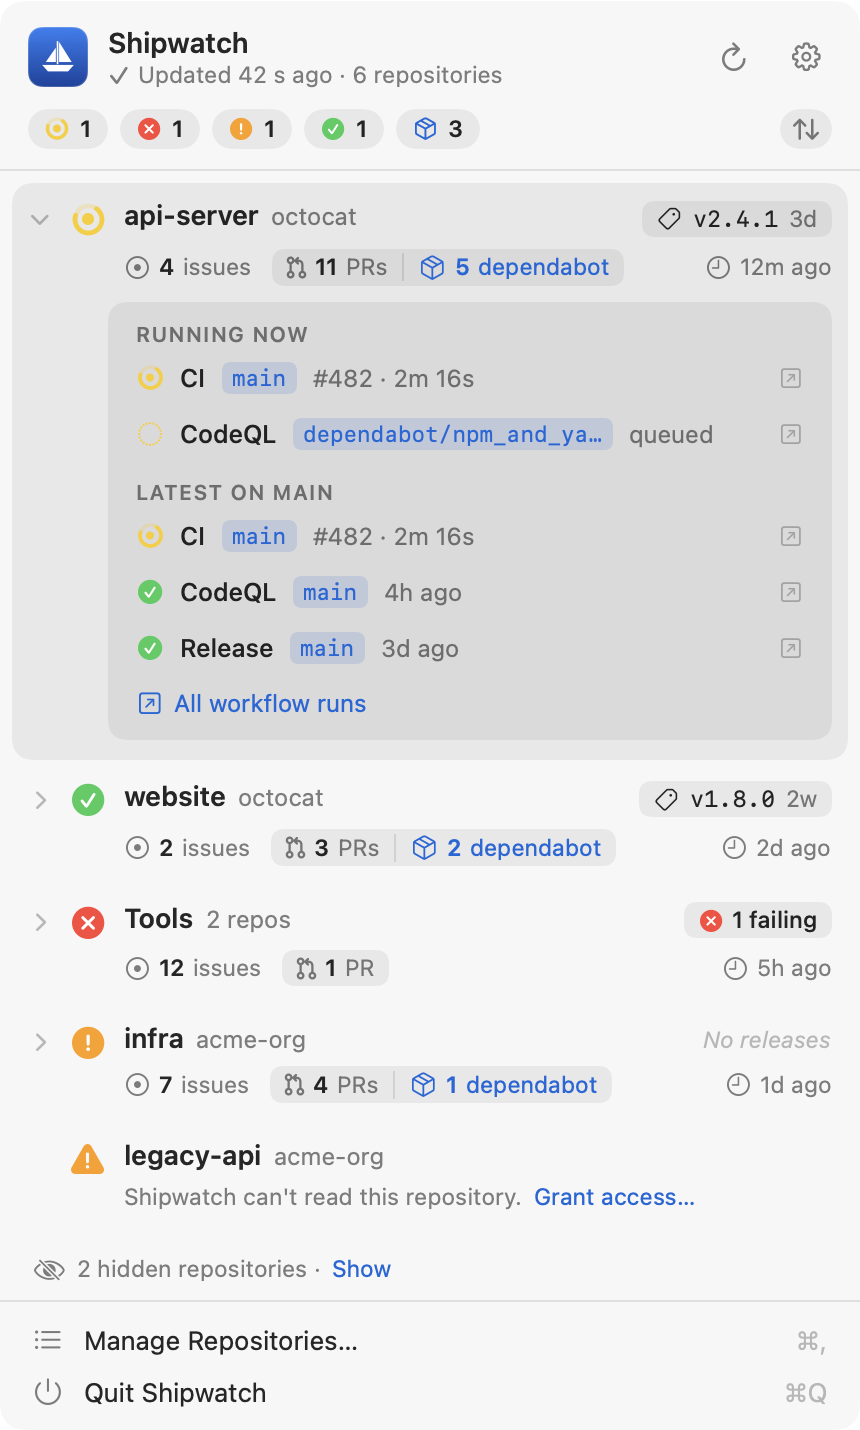 Shipwatch
Updated 42 s ago · 6 repositories
1 1 1 1 3
api-server octocat v2.4.1 3d
4 issues 11 PRs 5 dependabot 12m ago
RUNNING NOW
CI main #482 · 2m 16s
CodeQL dependabot/npm_and_ya… queued
LATEST ON MAIN
CI main #482 · 2m 16s
CodeQL main 4h ago
Release main 3d ago
All workflow runs
website octocat v1.8.0 2w
2 issues 3 PRs 2 dependabot 2d ago
Tools 2 repos 1 failing
12 issues 1 PR 5h ago
infra acme-org No releases
7 issues 4 PRs 1 dependabot 1d ago
legacy-api acme-org
Shipwatch can't read this repository. Grant access…
2 hidden repositories · Show
Manage Repositories… ⌘,
Quit Shipwatch ⌘Q